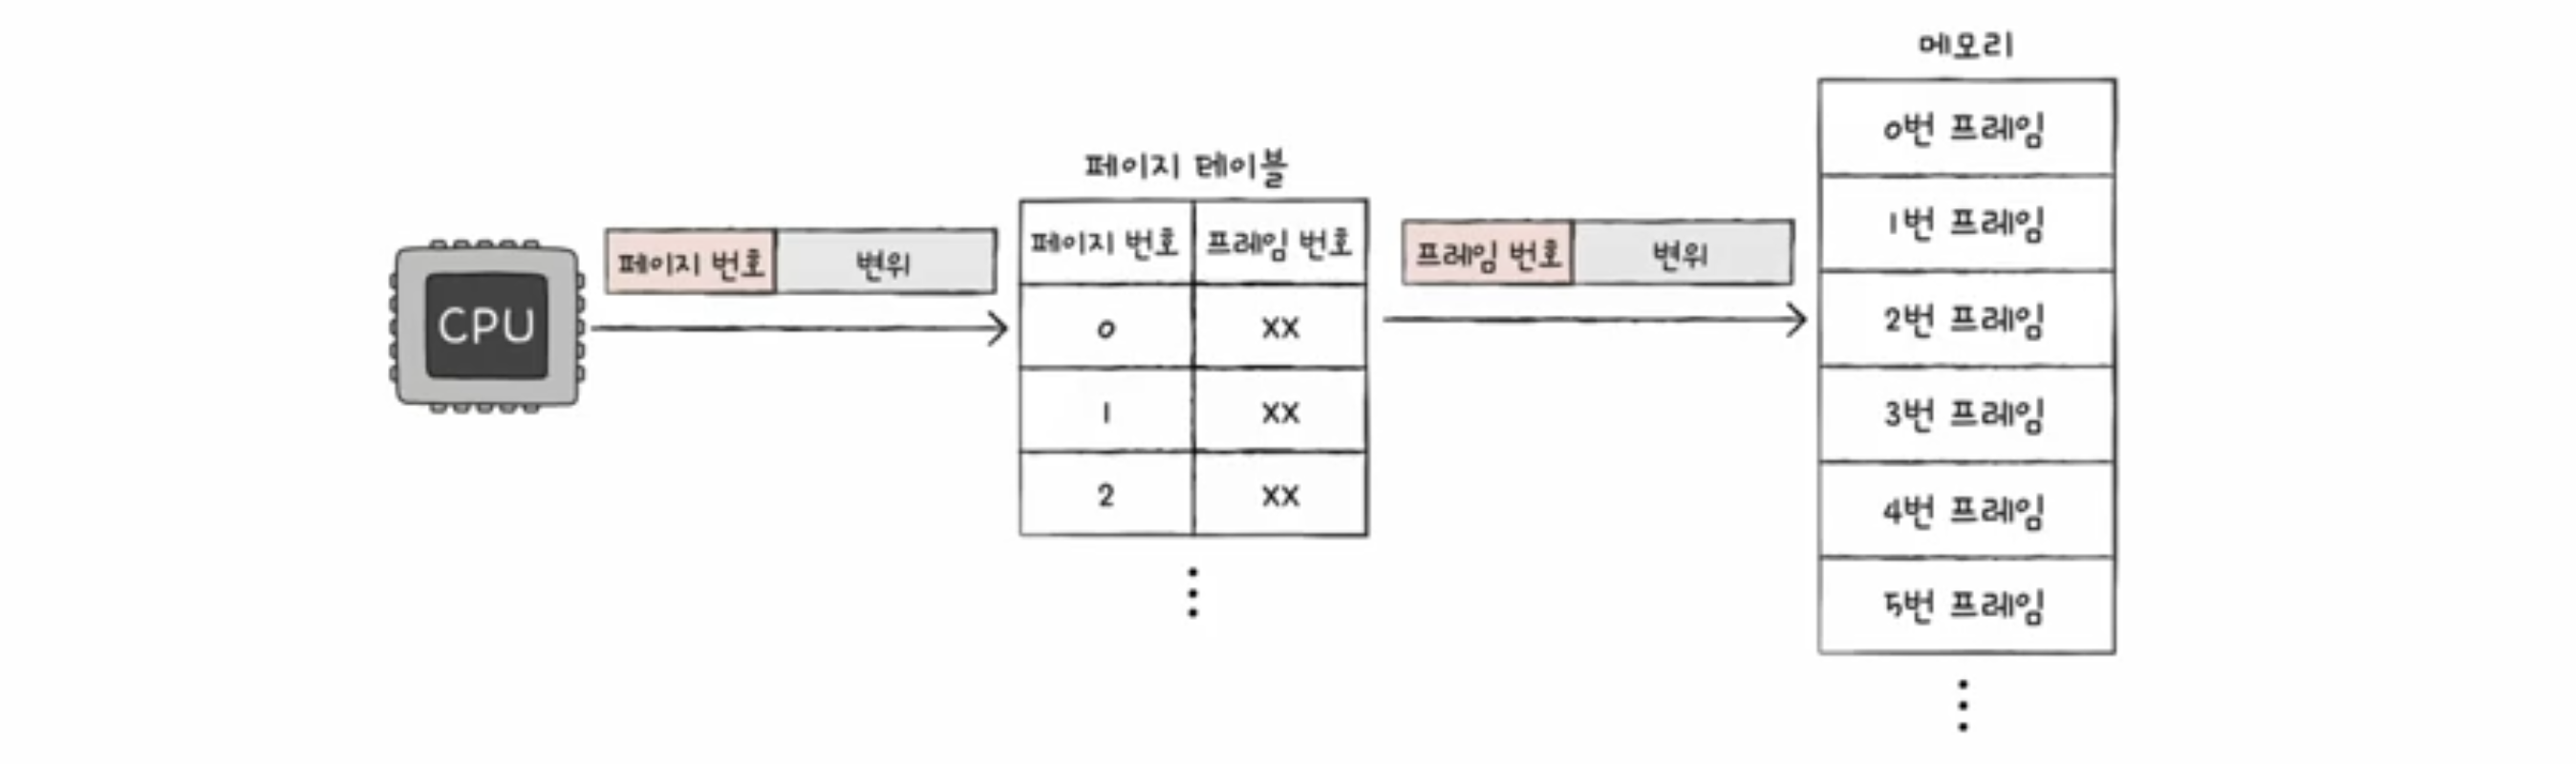 메모리
0번 프레임
1번 프레임
2번 프레임
3번 프레임
4번 프레임
5번 프레임
페이지 테이블
페이지 번호 프레임 번호
0 XX
1 XX
2 XX
CPU
페이지 번호 변위
프레임 번호 변위